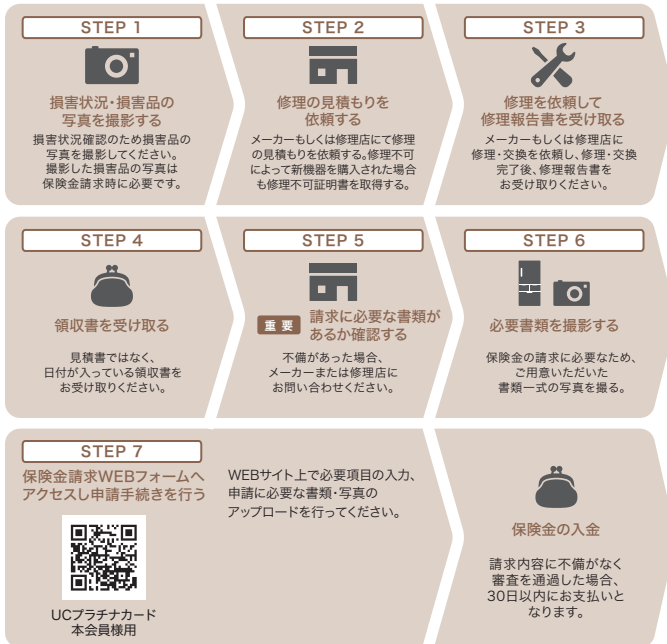 STEP 1
損害状況・損害品の
写真を撮影する
損害状況確認のため損害品の
写真を撮影してください。
撮影した損害品の写真は
保険金請求時に必要です。
STEP 2
修理の見積もりを
依頼する
メーカーもしくは修理店にて修理
の見積もりを依頼する。修理不可
によって新機器を購入された場合
も修理不可証明書を取得する。
STEP 3
修理を依頼して
修理報告書を受け取る
メーカーもしくは修理店に
修理・交換を依頼し、修理・交換
完了後、修理報告書を
お受け取りください。
STEP 4
領収書を受け取る
見積書ではなく、
日付が入っている領収書を
お受け取りください。
STEP 5
重要
請求に必要な書類が
あるか確認する
不備があった場合、
メーカーまたは修理店に
お問い合わせください。
STEP 6
必要書類を撮影する
保険金の請求に必要なため、
ご用意いただいた
書類一式の写真を撮る。
STEP 7
保険金請求WEBフォームへ
アクセスし申請手続きを行う
UCプラチナカード
本会員様用
WEBサイト上で必要項目の入力、
申請に必要な書類・写真の
アップロードを行ってください。
保険金の入金
請求内容に不備がなく
審査を通過した場合、
30日以内にお支払いと
なります。